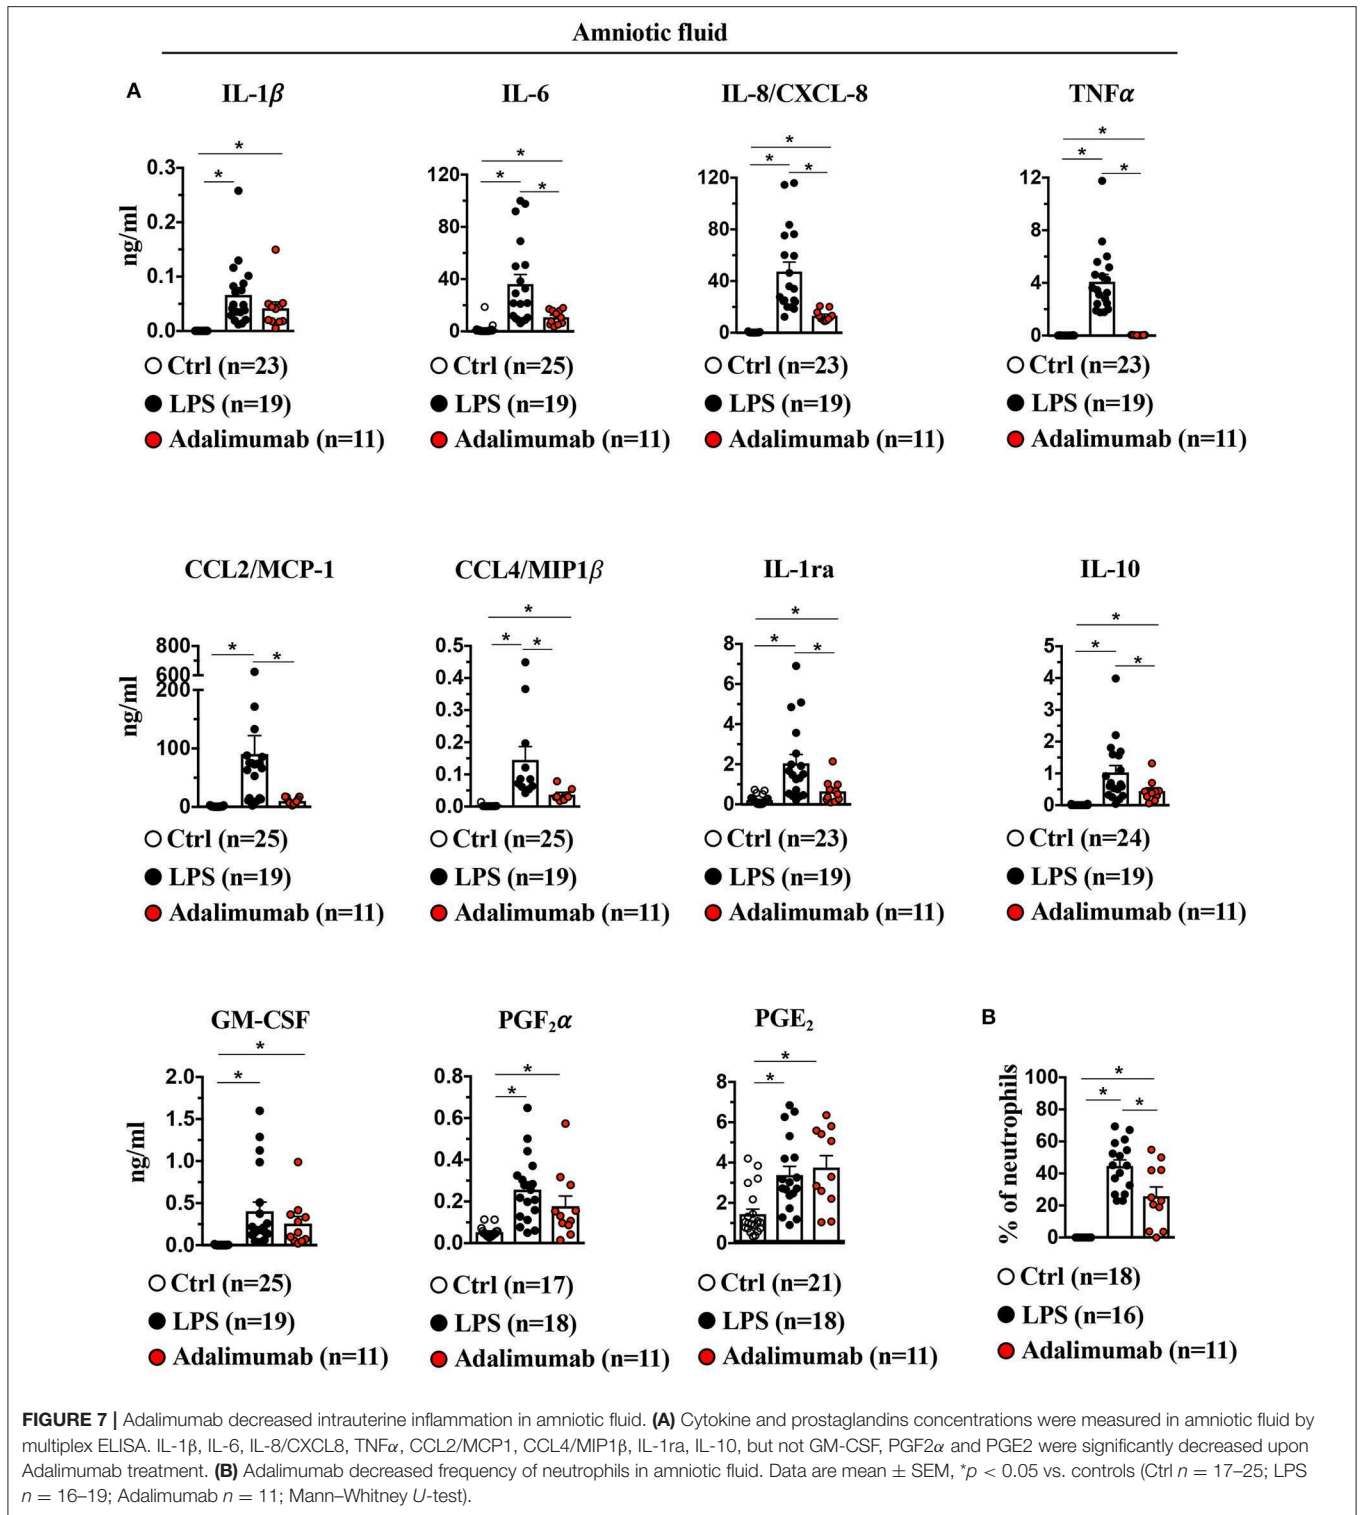 Amniotic fluid
A
IL-1β
IL-6
IL-8/CXCL-8
TNFα
* * * * * * * * * * *
ng/ml
0.3
0.2
0.1
0.0
120
80
40
0
120
80
40
0
12
8
4
0
Ctrl (n=23)
LPS (n=19)
Adalimumab (n=11)
Ctrl (n=25)
LPS (n=19)
Adalimumab (n=11)
Ctrl (n=23)
LPS (n=19)
Adalimumab (n=11)
Ctrl (n=23)
LPS (n=19)
Adalimumab (n=11)
CCL2/MCP-1
CCL4/MIP1β
IL-1ra
IL-10
* * * * * * * * * * *
ng/ml
800
600
200
100
0
0.5
0.4
0.3
0.2
0.1
0.0
8
6
4
2
0
5
4
3
2
1
0
Ctrl (n=25)
LPS (n=19)
Adalimumab (n=11)
Ctrl (n=25)
LPS (n=19)
Adalimumab (n=11)
Ctrl (n=23)
LPS (n=19)
Adalimumab (n=11)
Ctrl (n=24)
LPS (n=19)
Adalimumab (n=11)
GM-CSF
PGF₂α
PGE₂
B
* * * * * * * * *
ng/ml
2.0
1.5
1.0
0.5
0.0
0.8
0.6
0.4
0.2
0.0
8
6
4
2
0
% of neutrophils
100
80
60
40
20
0
Ctrl (n=25)
LPS (n=19)
Adalimumab (n=11)
Ctrl (n=17)
LPS (n=18)
Adalimumab (n=11)
Ctrl (n=21)
LPS (n=18)
Adalimumab (n=11)
Ctrl (n=18)
LPS (n=16)
Adalimumab (n=11)
FIGURE 7 | Adalimumab decreased intrauterine inflammation in amniotic fluid. (A) Cytokine and prostaglandins concentrations were measured in amniotic fluid by
multiplex ELISA. IL-1β, IL-6, IL-8/CXCL8, TNFα, CCL2/MCP1, CCL4/MIP1β, IL-1ra, IL-10, but not GM-CSF, PGF2α and PGE2 were significantly decreased upon
Adalimumab treatment. (B) Adalimumab decreased frequency of neutrophils in amniotic fluid. Data are mean ± SEM, *p < 0.05 vs. controls (Ctrl n = 17–25; LPS
n = 16–19; Adalimumab n = 11; Mann–Whitney U-test).